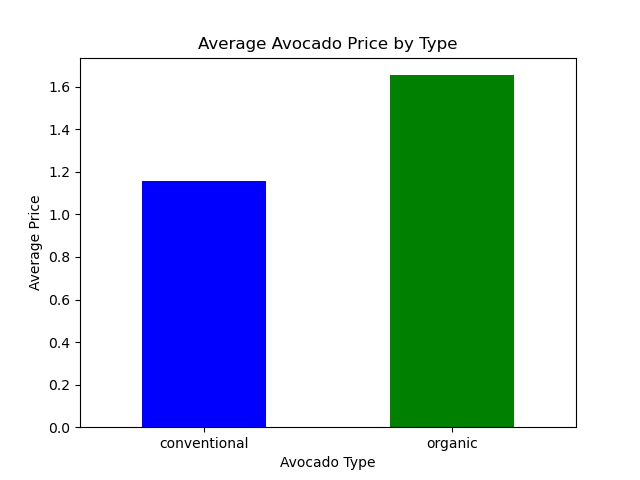 Average Avocado Price by Type
1.6
1.4
1.2
1.0
0.8
0.6
0.4
0.2
0.0
Average Price
conventional
organic
Avocado Type